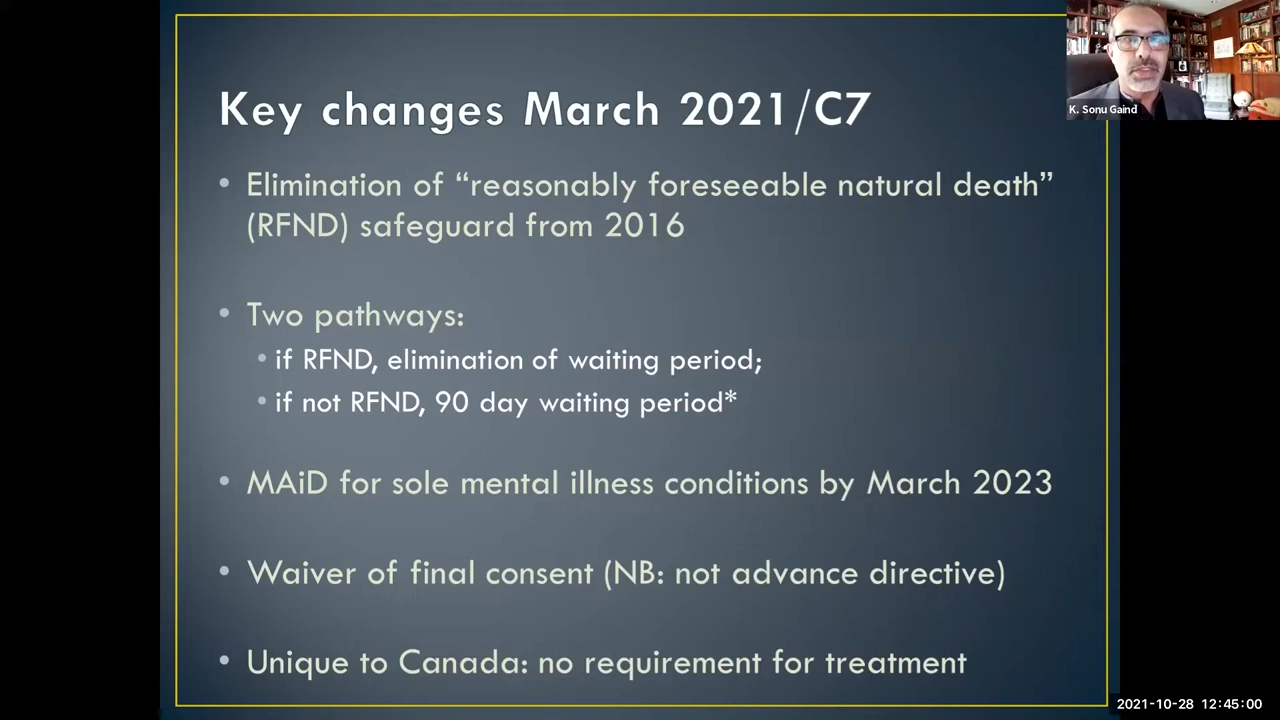 Key changes March 2021/C7
K. Sonu Gaind
• Elimination of “reasonably foreseeable natural death”
(RFND) safeguard from 2016
• Two pathways:
• if RFND, elimination of waiting period;
• if not RFND, 90 day waiting period*
• MAiD for sole mental illness conditions by March 2023
• Waiver of final consent (NB: not advance directive)
• Unique to Canada: no requirement for treatment
2021-10-28 12:45:00